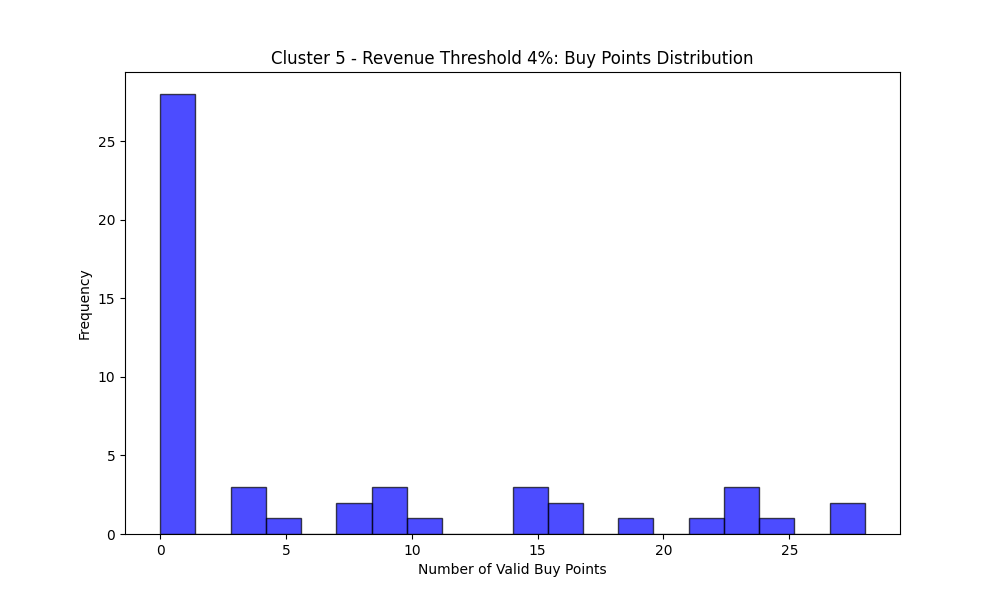 Cluster 5 - Revenue Threshold 4%: Buy Points Distribution
Frequency
25
20
15
10
5
0
0 5 10 15 20 25
Number of Valid Buy Points